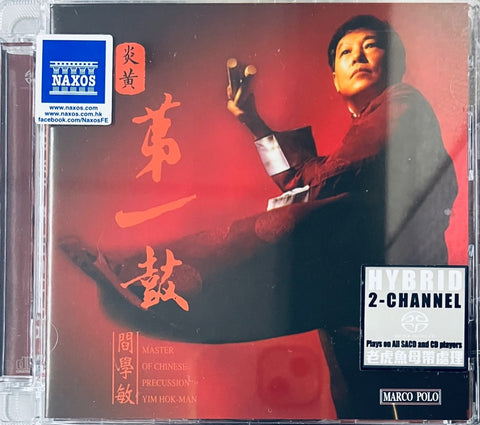 NAXOS
www.naxos.com
www.naxos.com.hk
facebook.com/NaxosFE
炎黃
第一鼓
閻學敏
MASTER
OF CHINESE
PRECUSSION
YIM HOK-MAN
HYBRID
2-CHANNEL
Plays on All SACD and CD players
老虎魚母帶處理
MARCO POLO